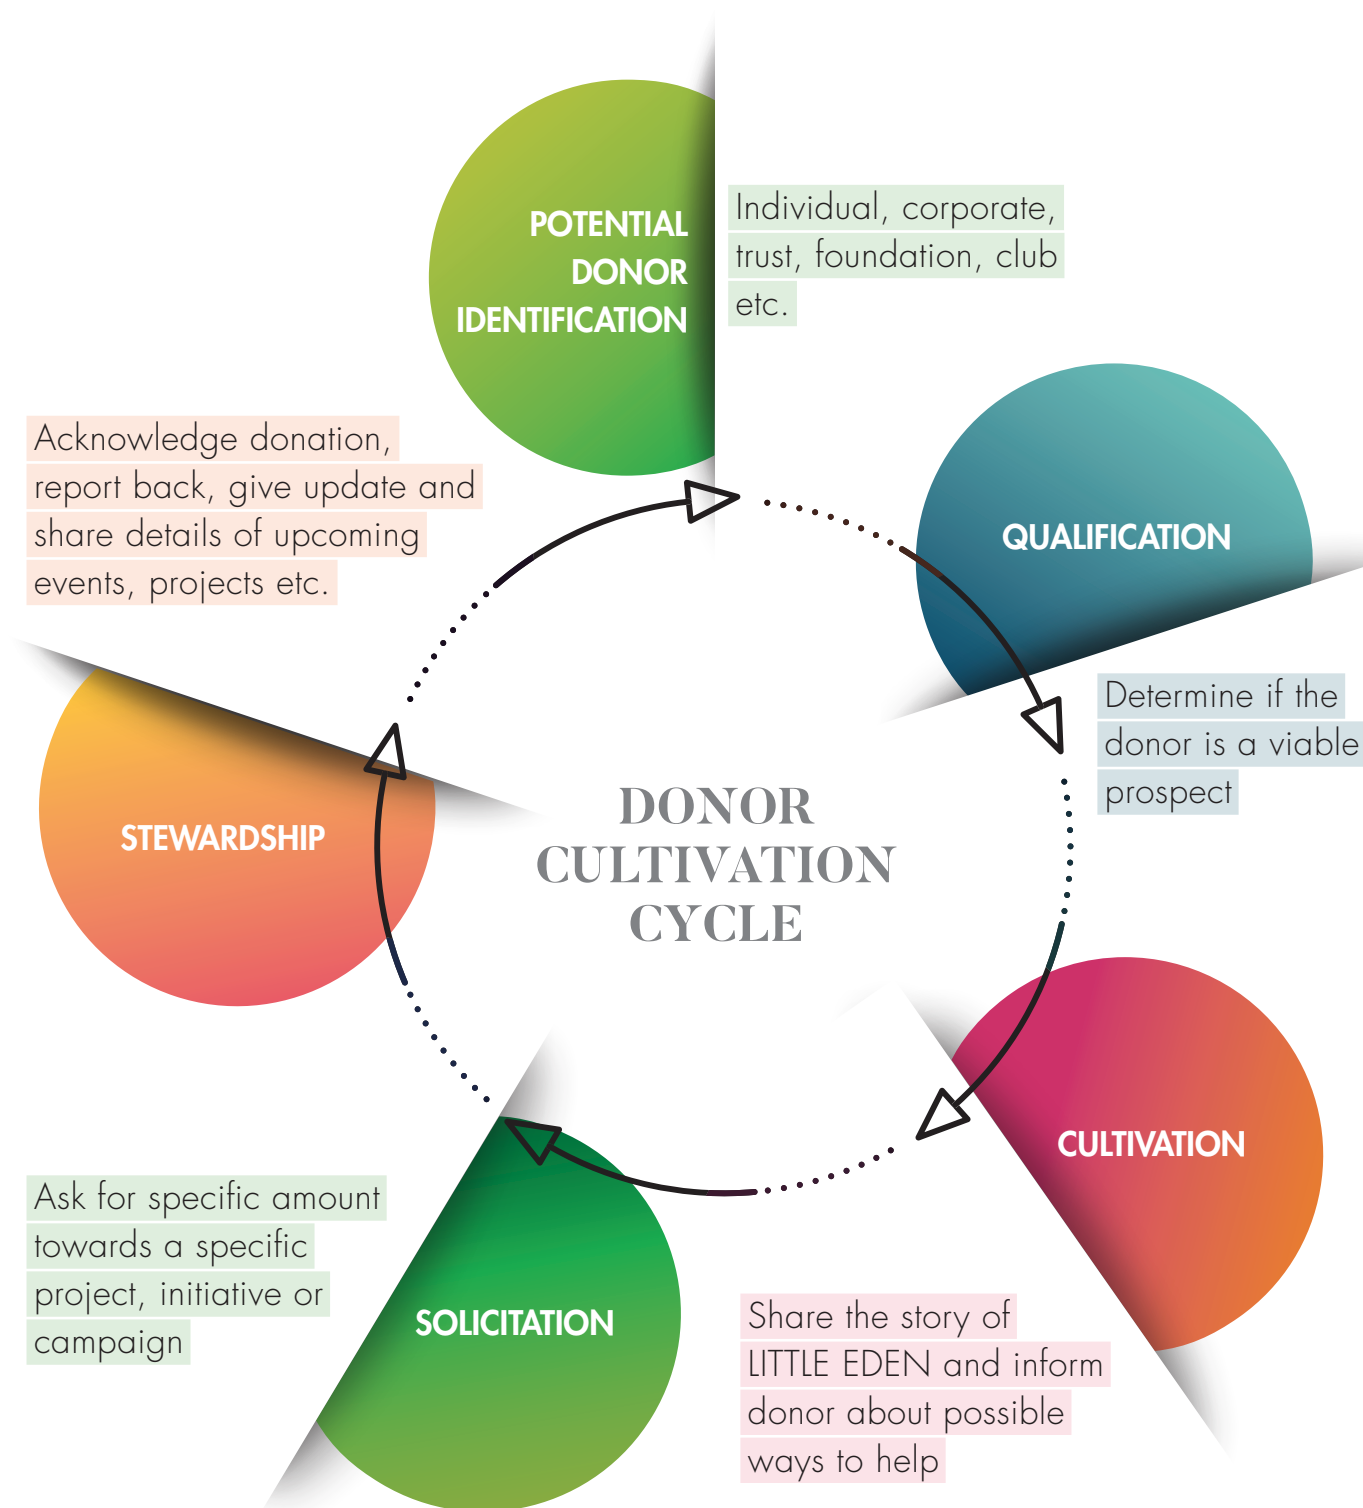 POTENTIAL
DONOR
IDENTIFICATION
Individual, corporate,
trust, foundation, club
etc.
QUALIFICATION
Determine if the
donor is a viable
prospect
CULTIVATION
Share the story of
LITTLE EDEN and inform
donor about possible
ways to help
SOLICITATION
Ask for specific amount
towards a specific
project, initiative or
campaign
STEWARDSHIP
Acknowledge donation,
report back, give update and
share details of upcoming
events, projects etc.
DONOR
CULTIVATION
CYCLE